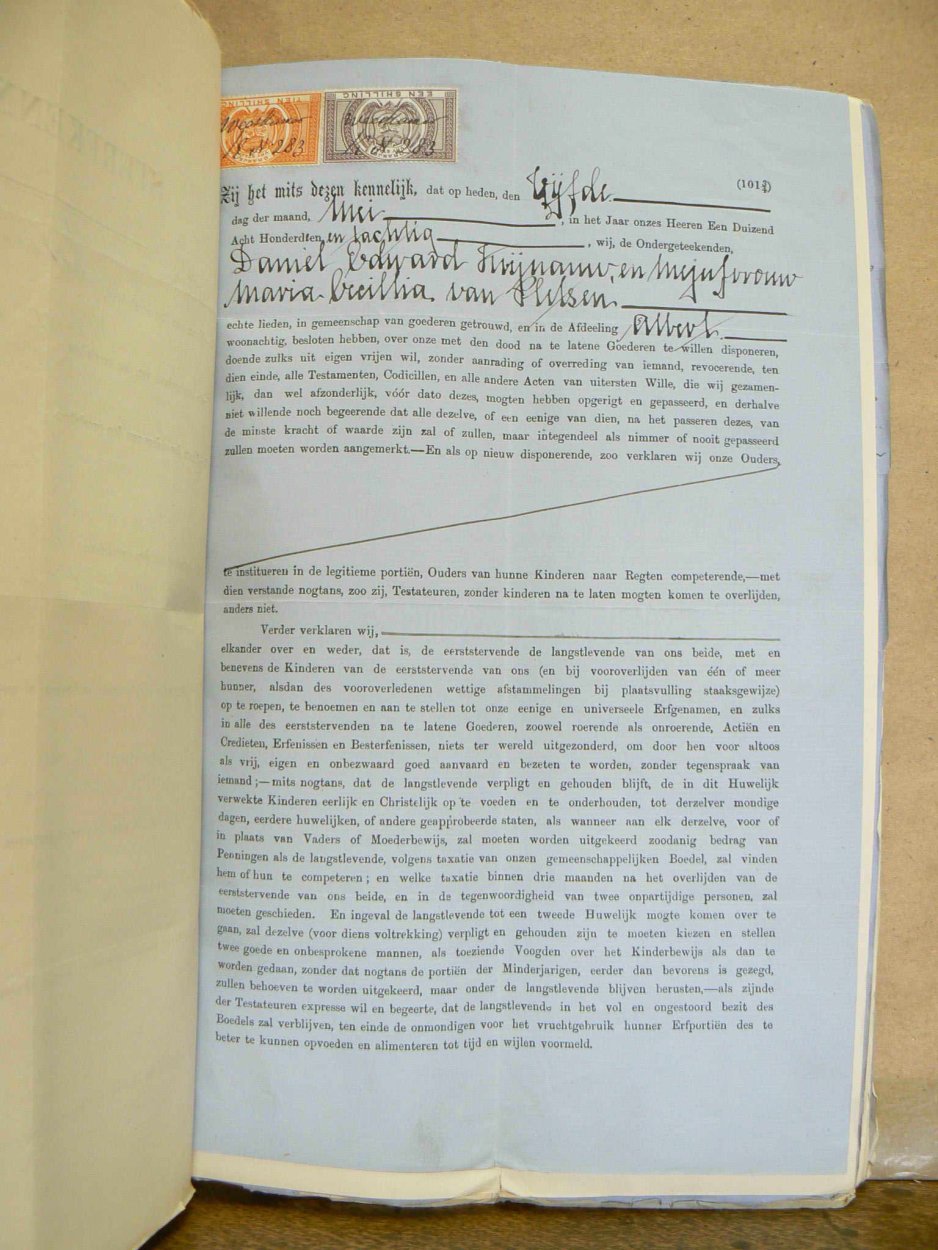 TIEN SHILLING EEN SHILLING
(101¾)
Zij het mits dezen kennelijk, dat op heden, den Vijfde
dag der maand, Mei , in het Jaar onzes Heeren Een Duizend
Acht Honderdten, en tachtig , wij, de Ondergeteekenden,
Daniel Edward en Mejufvrouw
Maria Cecillia van
echte lieden, in gemeenschap van goederen getrouwd, en in de Afdeeling Albert
woonachtig, besloten hebben, over onze met den dood na te latene Goederen te willen disponeren,
doende zulks uit eigen vrijen wil, zonder aanrading of overreding van iemand, revocerende, ten
dien einde, alle Testamenten, Codicillen, en alle andere Acten van uitersten Wille, die wij gezamen-
lijk, dan wel afzonderlijk, vóór dato dezes, mogten hebben opgerigt en gepasseerd, en derhalve
niet willende noch begeerende dat alle dezelve, of een eenige van dien, na het passeren dezes, van
de minste kracht of waarde zijn zal of zullen, maar integendeel als nimmer of nooit gepasseerd
zullen moeten worden aangemerkt.—En als op nieuw disponerende, zoo verklaren wij onze Ouders,
te institueren in de legitieme portiën, Ouders van hunne Kinderen naar Regten competerende,—met
dien verstande nogtans, zoo zij, Testateuren, zonder kinderen na te laten mogten komen te overlijden,
anders niet.
Verder verklaren wij,
elkander over en weder, dat is, de eerststervende de langstlevende van ons beide, met en
benevens de Kinderen van de eerststervende van ons (en bij vooroverlijden van één of meer
hunner, alsdan des vooroverledenen wettige afstammelingen bij plaatsvulling staaksgewijze)
op te roepen, te benoemen en aan te stellen tot onze eenige en universeele Erfgenamen, en zulks
in alle des eerststervenden na te latene Goederen, zoowel roerende als onroerende, Actiën en
Credieten, Erfenissen en Besterfenissen, niets ter wereld uitgezonderd, om door hen voor altoos
als vrij, eigen en onbezwaard goed aanvaard en bezeten te worden, zonder tegenspraak van
iemand;—mits nogtans, dat de langstlevende verpligt en gehouden blijft, de in dit Huwelijk
verwekte Kinderen eerlijk en Christelijk op te voeden en te onderhouden, tot derzelver mondige
dagen, eerdere huwelijken, of andere geapprobeerde staten, als wanneer aan elk derzelve, voor of
in plaats van Vaders of Moederbewijs, zal moeten worden uitgekeerd zoodanig bedrag van
Penningen als de langstlevende, volgens taxatie van onzen gemeenschappelijken Boedel, zal vinden
hem of hun te competeren; en welke taxatie binnen drie maanden na het overlijden van de
eerststervende van ons beide, en in de tegenwoordigheid van twee onpartijdige personen, zal
moeten geschieden. En ingeval de langstlevende tot een tweede Huwelijk mogte komen over te
gaan, zal dezelve (voor diens voltrekking) verpligt en gehouden zijn te moeten kiezen en stellen
twee goede en onbesprokene mannen, als toeziende Voogden over het Kinderbewijs als dan te
worden gedaan, zonder dat nogtans de portiën der Minderjarigen, eerder dan bevorens is gezegd,
zullen behoeven te worden uitgekeerd, maar onder de langstlevende blijven berusten,—als zijnde
der Testateuren expresse wil en begeerte, dat de langstlevende in het vol en ongestoord bezit des
Boedels zal verblijven, ten einde de onmondigen voor het vruchtgebruik hunner Erfportiën des te
beter te kunnen opvoeden en alimenteren tot tijd en wijlen voormeld.